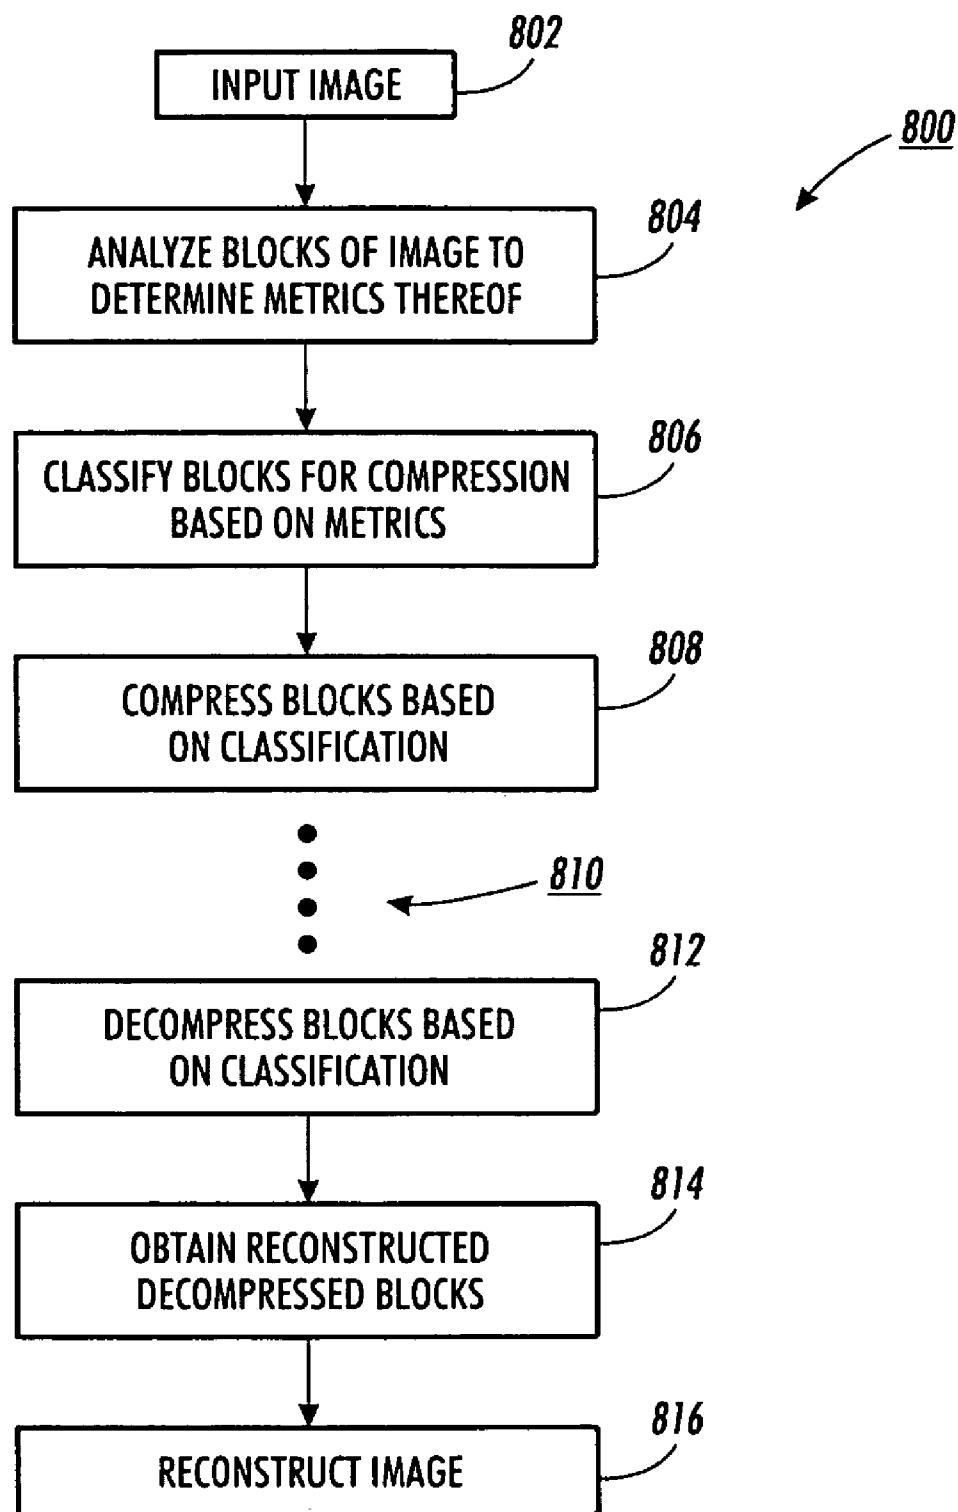 802
INPUT IMAGE
800
804
ANALYZE BLOCKS OF IMAGE TO
DETERMINE METRICS THEREOF
806
CLASSIFY BLOCKS FOR COMPRESSION
BASED ON METRICS
808
COMPRESS BLOCKS BASED
ON CLASSIFICATION
810
812
DECOMPRESS BLOCKS BASED
ON CLASSIFICATION
814
OBTAIN RECONSTRUCTED
DECOMPRESSED BLOCKS
816
RECONSTRUCT IMAGE